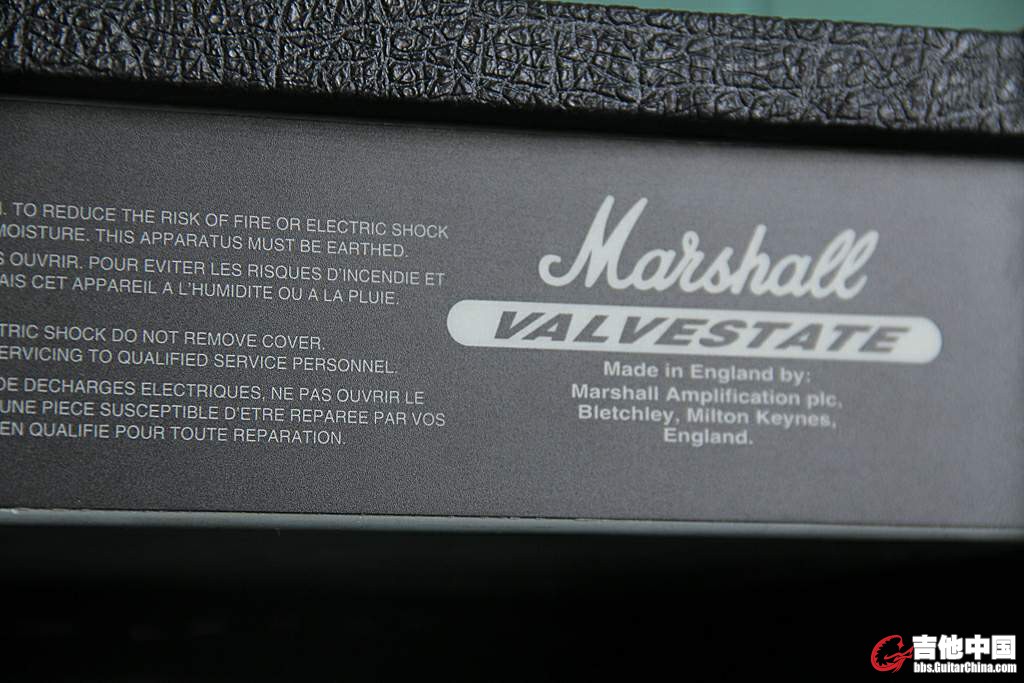 . TO REDUCE THE RISK OF FIRE OR ELECTRIC SHOCK
MOISTURE. THIS APPARATUS MUST BE EARTHED.
OUVRIR. POUR EVITER LES RISQUES D'INCENDIE ET
CET APPAREIL A L'HUMIDITE OU A LA PLUIE.
SHOCK DO NOT REMOVE COVER.
TO QUALIFIED SERVICE PERSONNEL.
DE DECHARGES ELECTRIQUES, NE PAS OUVRIR LE
UNE PIECE SUSCEPTIBLE D'ETRE REPAREE PAR VOS
EN QUALIFIE POUR TOUTE REPARATION.
Marshall
VALVESTATE
Made in England by:
Marshall Amplification plc,
Bletchley, Milton Keynes,
England.
吉他中国
bbs.GuitarChina.com